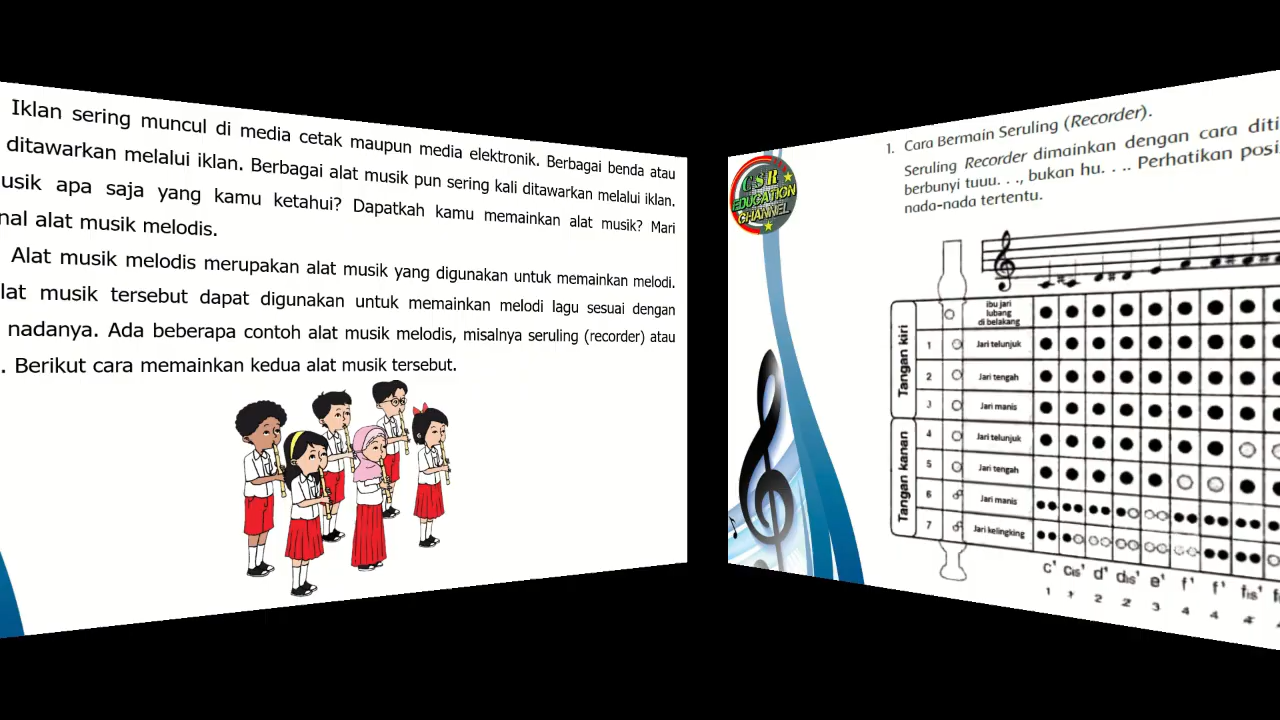 Iklan sering muncul di media cetak maupun media elektronik. Berbagai benda atau
ditawarkan melalui iklan. Berbagai alat musik pun sering kali ditawarkan melalui iklan.
usik apa saja yang kamu ketahui? Dapatkah kamu memainkan alat musik? Mari
nal alat musik melodis.
Alat musik melodis merupakan alat musik yang digunakan untuk memainkan melodi.
lat musik tersebut dapat digunakan untuk memainkan melodi lagu sesuai dengan
nadanya. Ada beberapa contoh alat musik melodis, misalnya seruling (recorder) atau
. Berikut cara memainkan kedua alat musik tersebut.
CSR
EDUCATION
CHANNEL
1. Cara Bermain Seruling (Recorder).
Seruling Recorder dimainkan dengan cara diti
berbunyi tuuu. . ., bukan hu. . .. Perhatikan posi
nada-nada tertentu.
Tangan kiri
ibu jari
lubang
di belakang
1 Jari telunjuk
2 Jari tengah
3 Jari manis
Tangan kanan
4 Jari telunjuk
5 Jari tengah
6 Jari manis
7 Jari kelingking
c' cis' d' dis' e' f' f' fis'
1 1 2 2 3 4 4 4